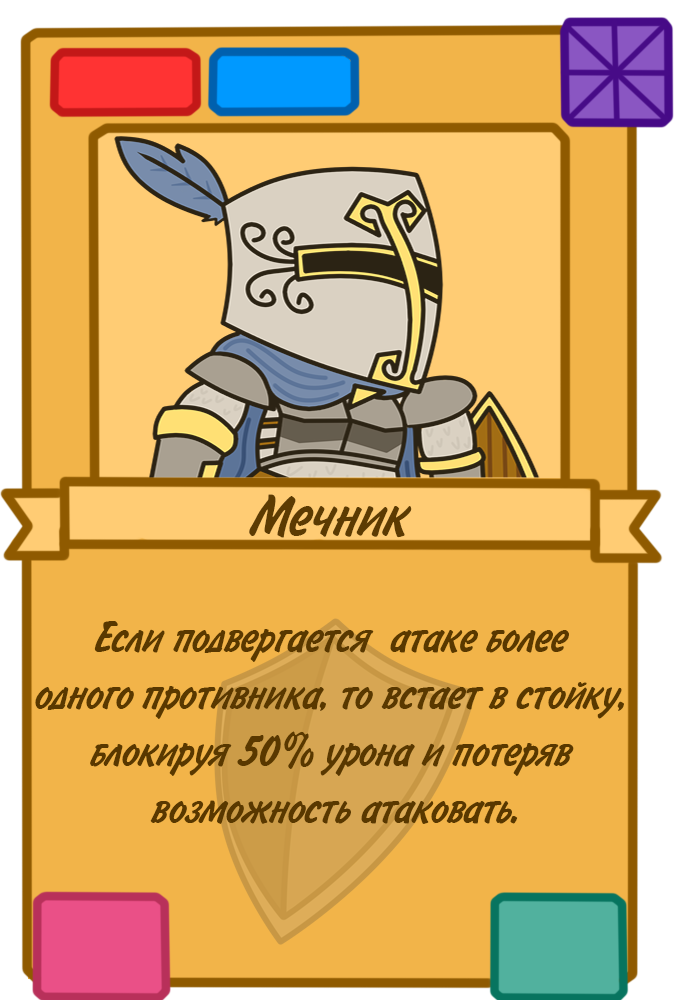 Мечник
Если подвергается атаке более
одного противника, то встает в стойку,
блокируя 50% урона и потеряв
возможность атаковать.